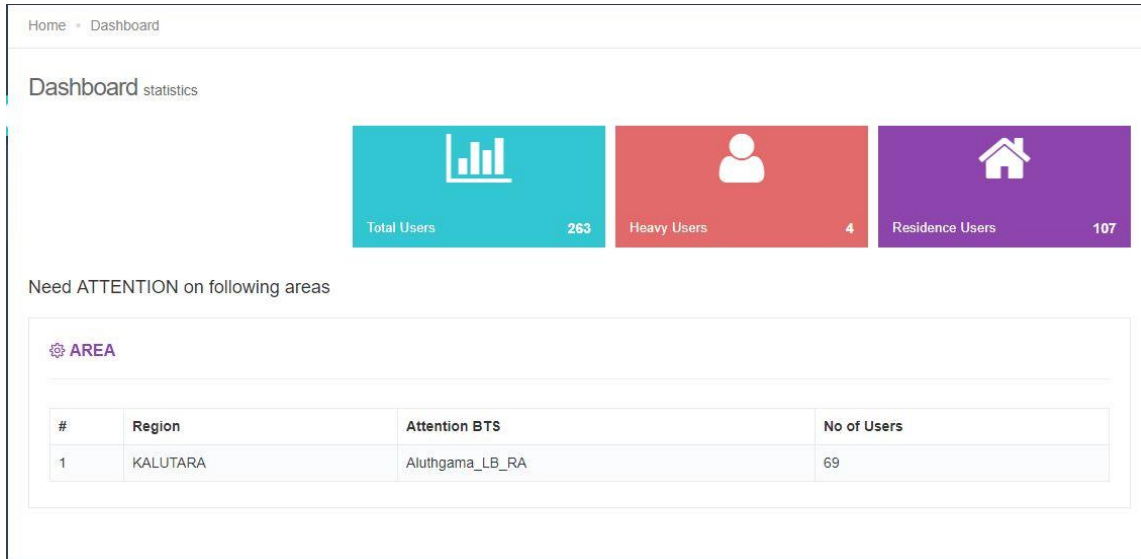 Home Dashboard
Dashboard statistics
Total Users 263
Heavy Users 4
Residence Users 107
Need ATTENTION on following areas
AREA
# Region Attention BTS No of Users
1 KALUTARA Aluthgama_LB_RA 69